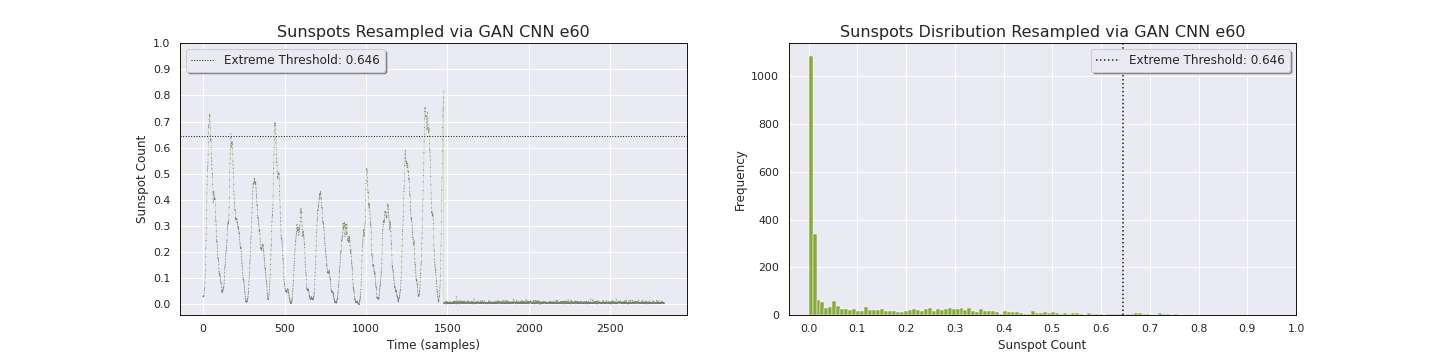 Sunspots Resampled via GAN CNN e60
Extreme Threshold: 0.646
1.0
0.9
0.8
0.7
0.6
0.5
0.4
0.3
0.2
0.1
0.0
Sunspot Count
0 500 1000 1500 2000 2500
Time (samples)
Sunspots Disribution Resampled via GAN CNN e60
Extreme Threshold: 0.646
1000
800
600
400
200
0
Frequency
0.0 0.1 0.2 0.3 0.4 0.5 0.6 0.7 0.8 0.9 1.0
Sunspot Count